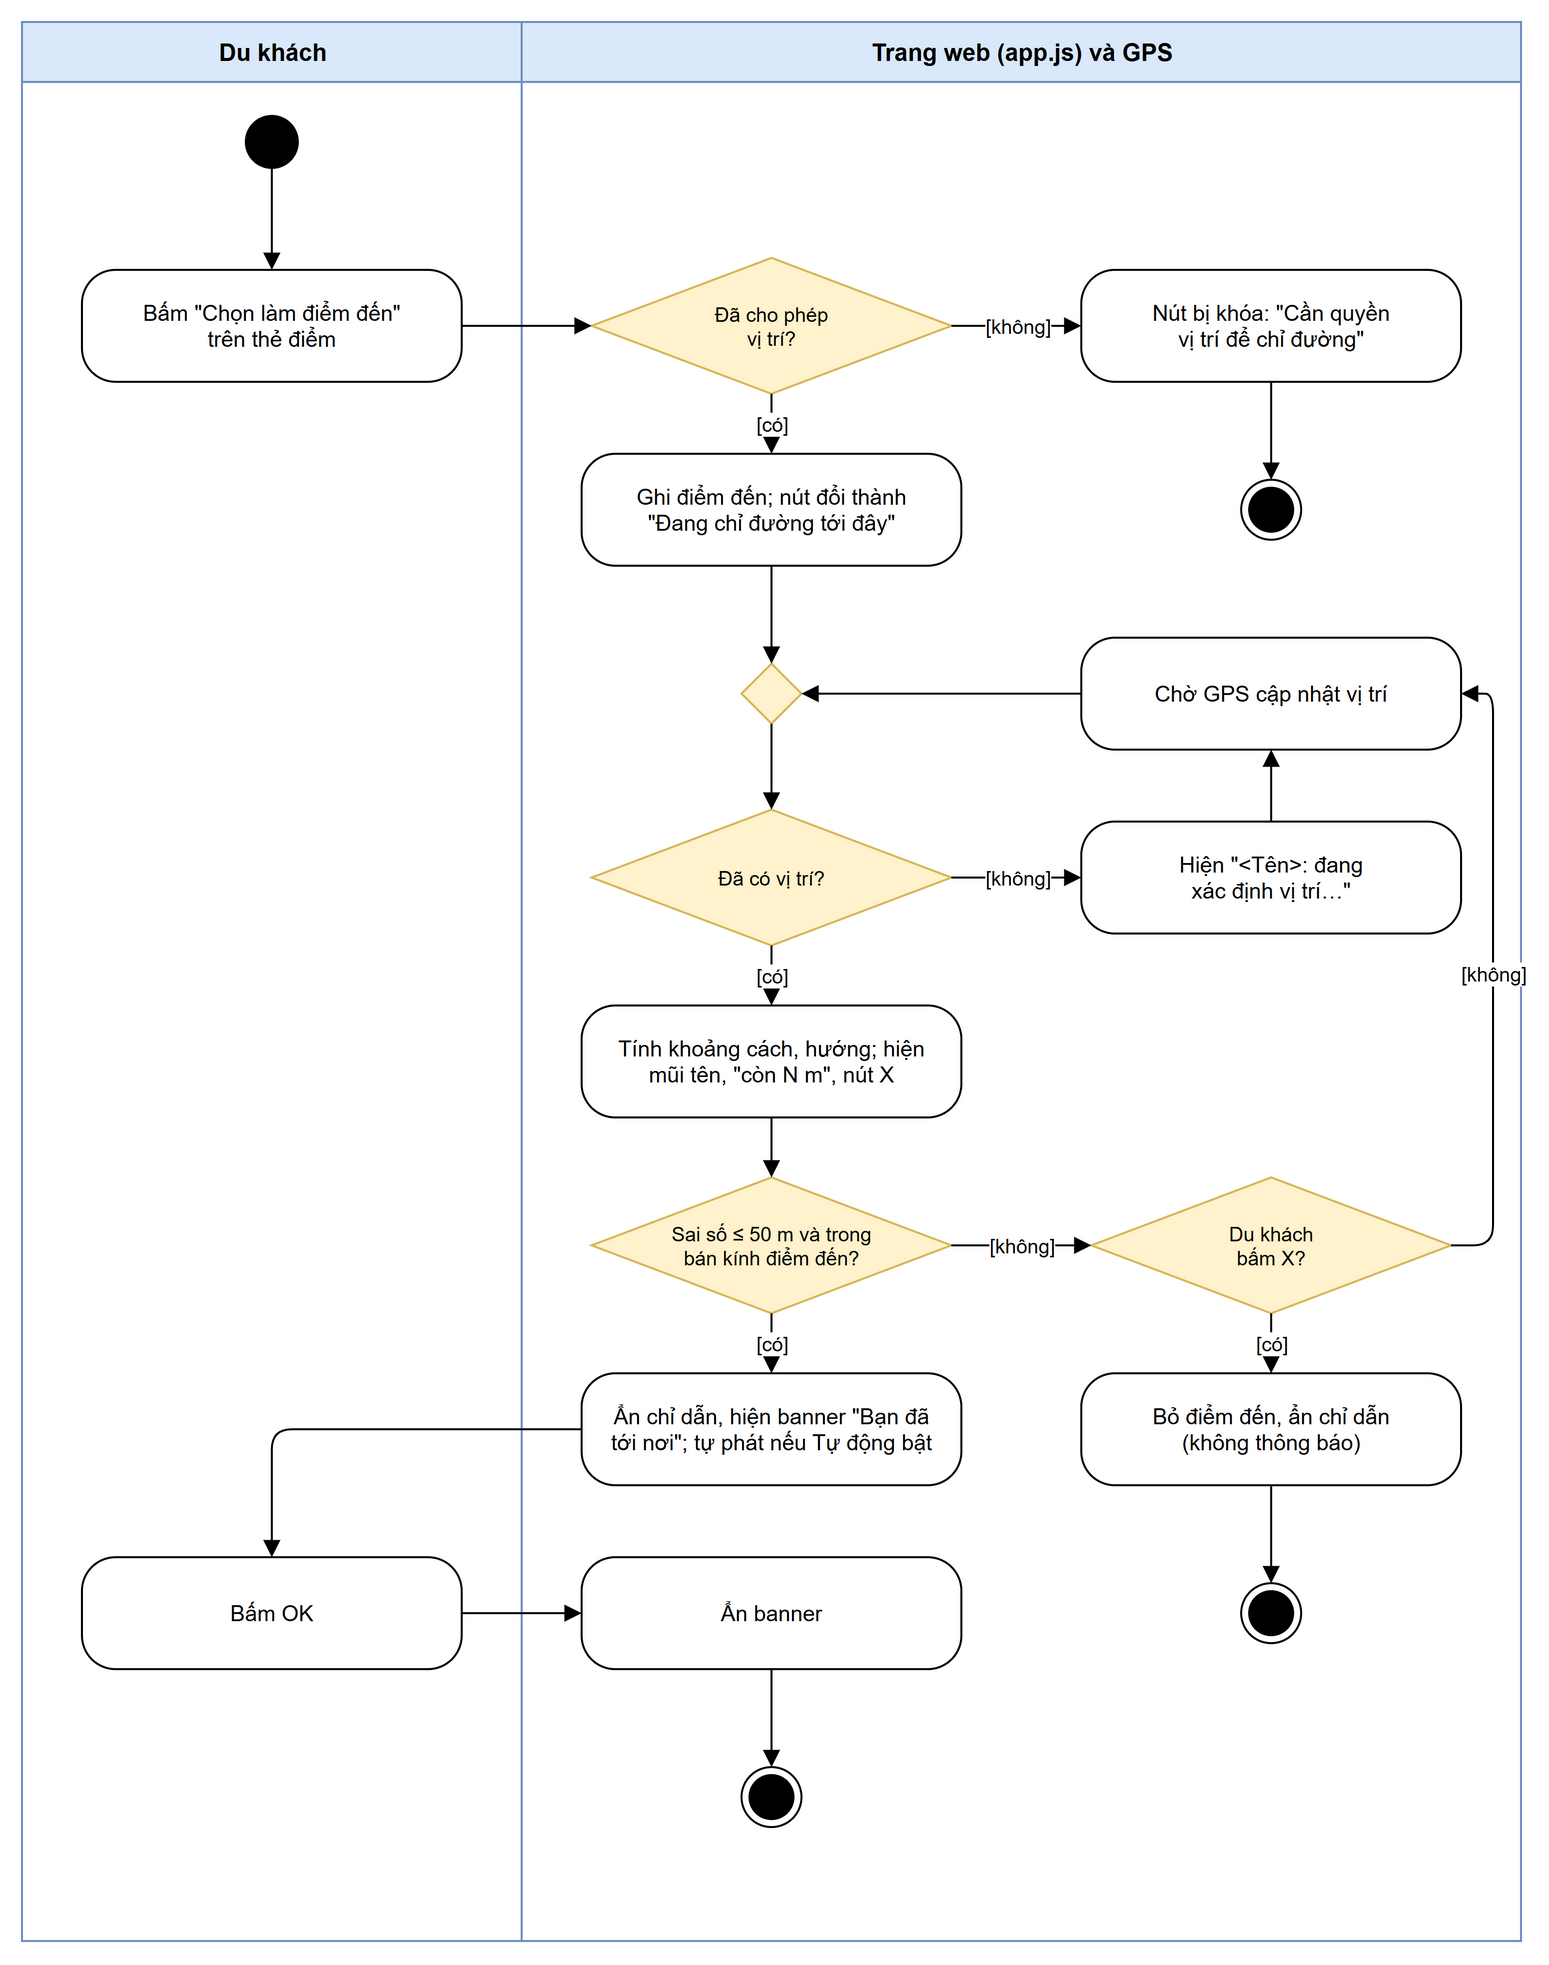 Du khách
Trang web (app.js) và GPS
Bấm "Chọn làm điểm đến"
trên thẻ điểm
Đã cho phép
vị trí?
[không]
Nút bị khóa: "Cần quyền
vị trí để chỉ đường"
[có]
Ghi điểm đến; nút đổi thành
"Đang chỉ đường tới đây"
Chờ GPS cập nhật vị trí
Đã có vị trí?
[không]
Hiện "<Tên>: đang
xác định vị trí…"
[có]
[không]
Tính khoảng cách, hướng; hiện
mũi tên, "còn N m", nút X
Sai số ≤ 50 m và trong
bán kính điểm đến?
[không]
Du khách
bấm X?
[có]
[có]
Ẩn chỉ dẫn, hiện banner "Bạn đã
tới nơi"; tự phát nếu Tự động bật
Bỏ điểm đến, ẩn chỉ dẫn
(không thông báo)
Bấm OK
Ẩn banner